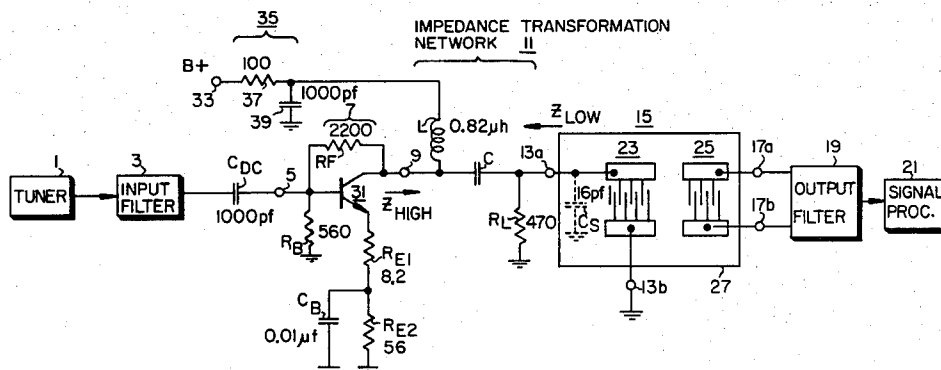 IMPEDANCE TRANSFORMATION
NETWORK 11
35
B+
100
33
37
1000pf
39
7
2200
RF
L
0.82µh
Z LOW
15
1
TUNER
3
INPUT
FILTER
CDC
1000pf
5
9
C
13a
23
25
17a
19
OUTPUT
FILTER
21
SIGNAL
PROC.
31
Z HIGH
RB
560
RL
470
16pf
CS
17b
RE1
8.2
13b
27
CB
0.01µf
RE2
56